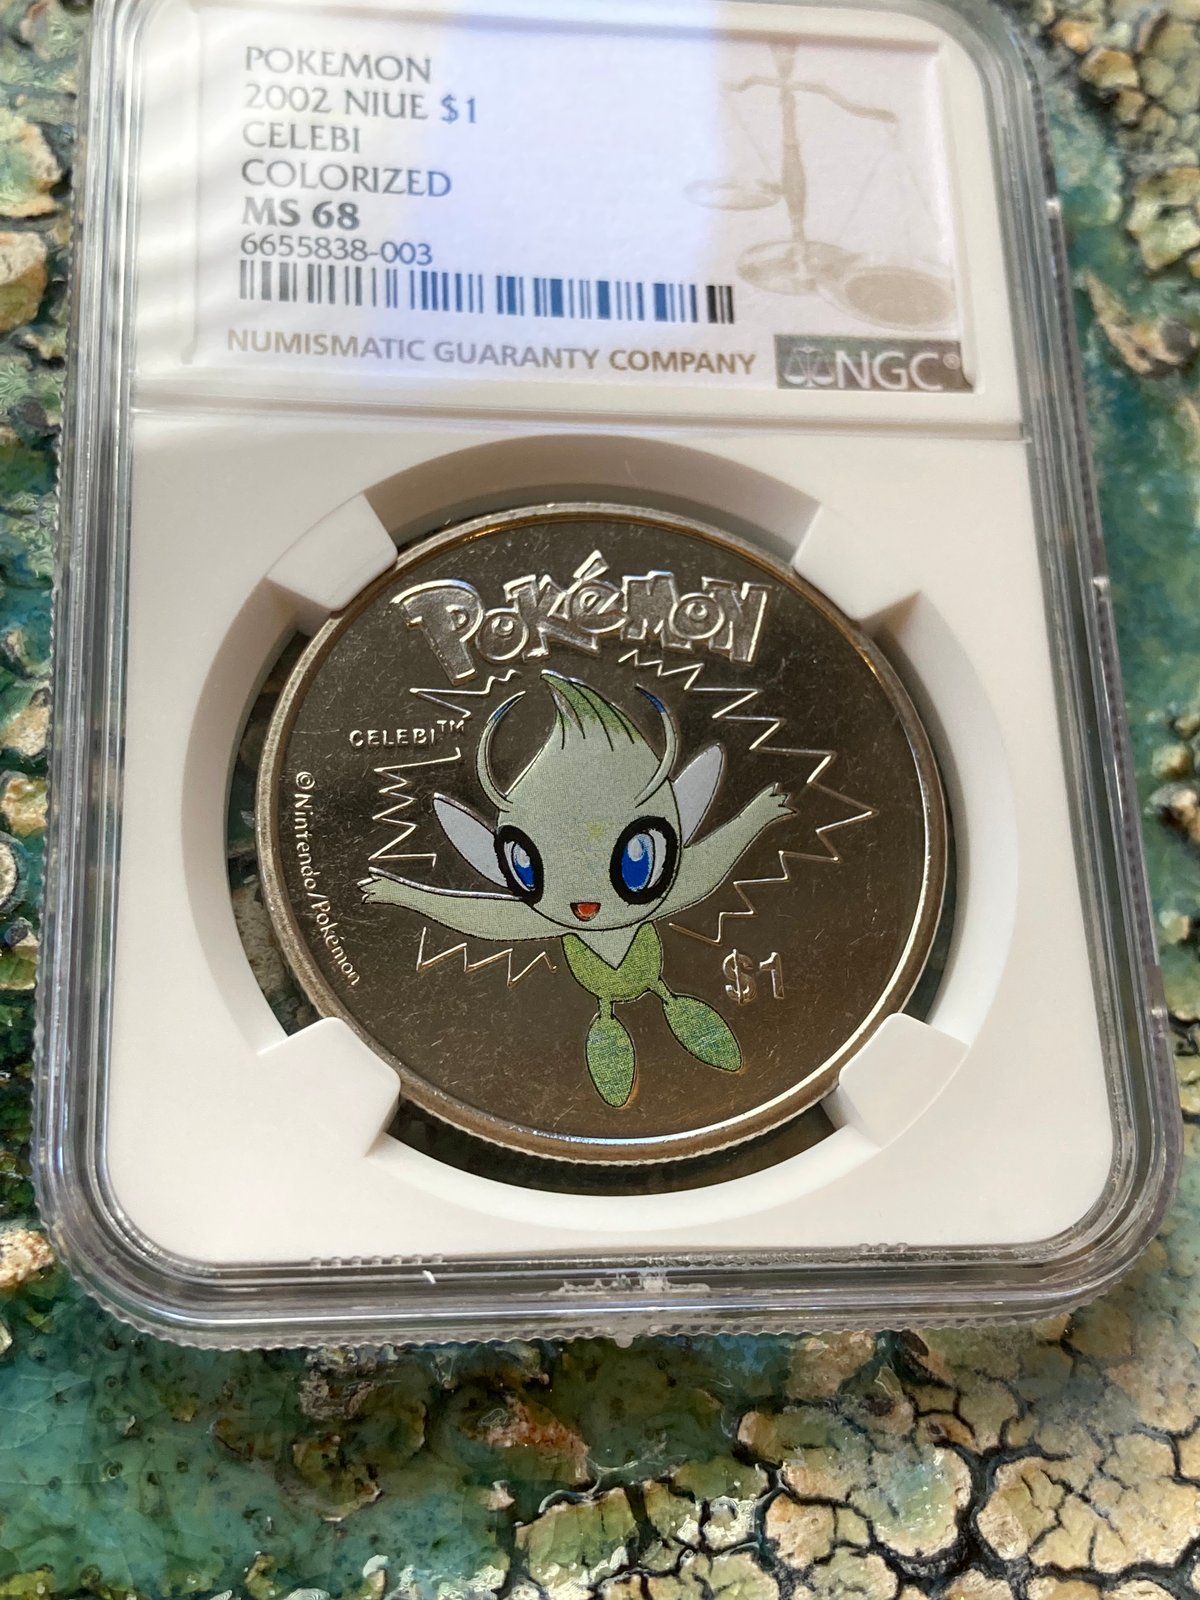 POKEMON
2002 NIUE $1
CELEBI
COLORIZED
MS 68
6655838-003
NUMISMATIC GUARANTY COMPANY
NGC®
POKéMON
CELEBI™
©Nintendo/Pokémon
$1